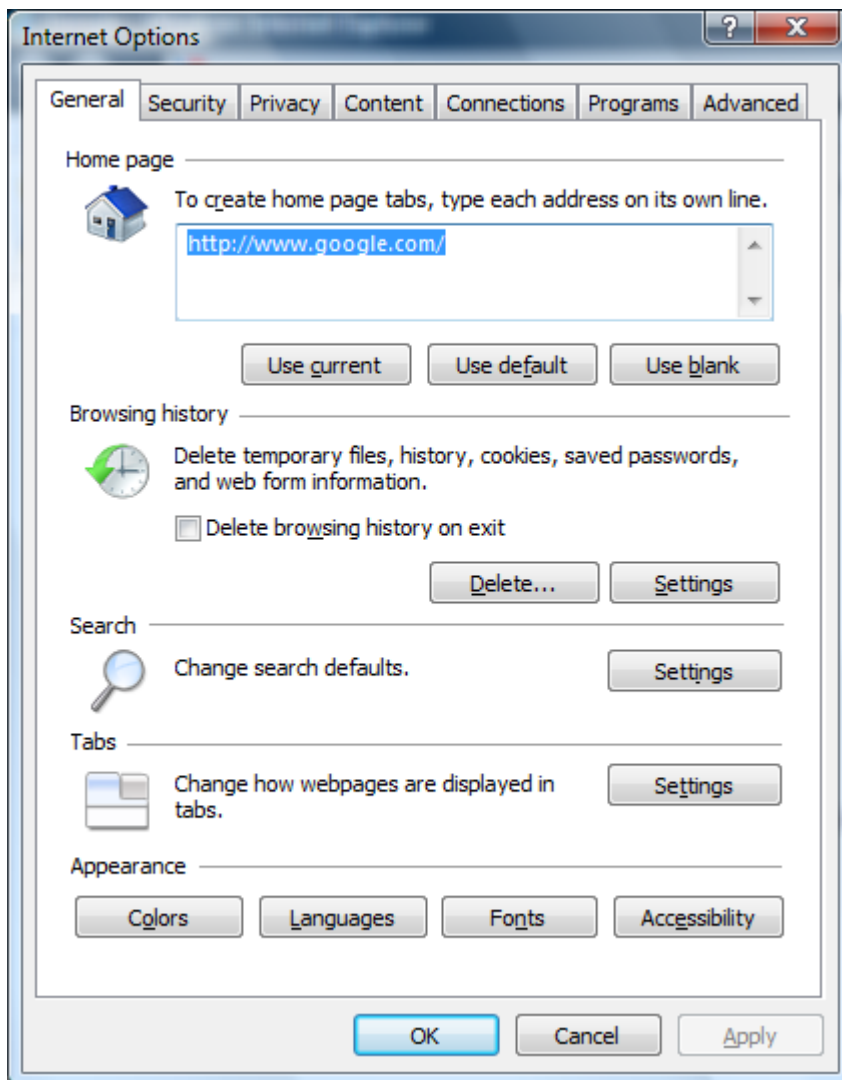 Internet Options
?
X
General Security Privacy Content Connections Programs Advanced
Home page
To create home page tabs, type each address on its own line.
http://www.google.com/
Use current Use default Use blank
Browsing history
Delete temporary files, history, cookies, saved passwords,
and web form information.
Delete browsing history on exit
Delete... Settings
Search
Change search defaults.
Settings
Tabs
Change how webpages are displayed in
tabs.
Settings
Appearance
Colors Languages Fonts Accessibility
OK Cancel Apply